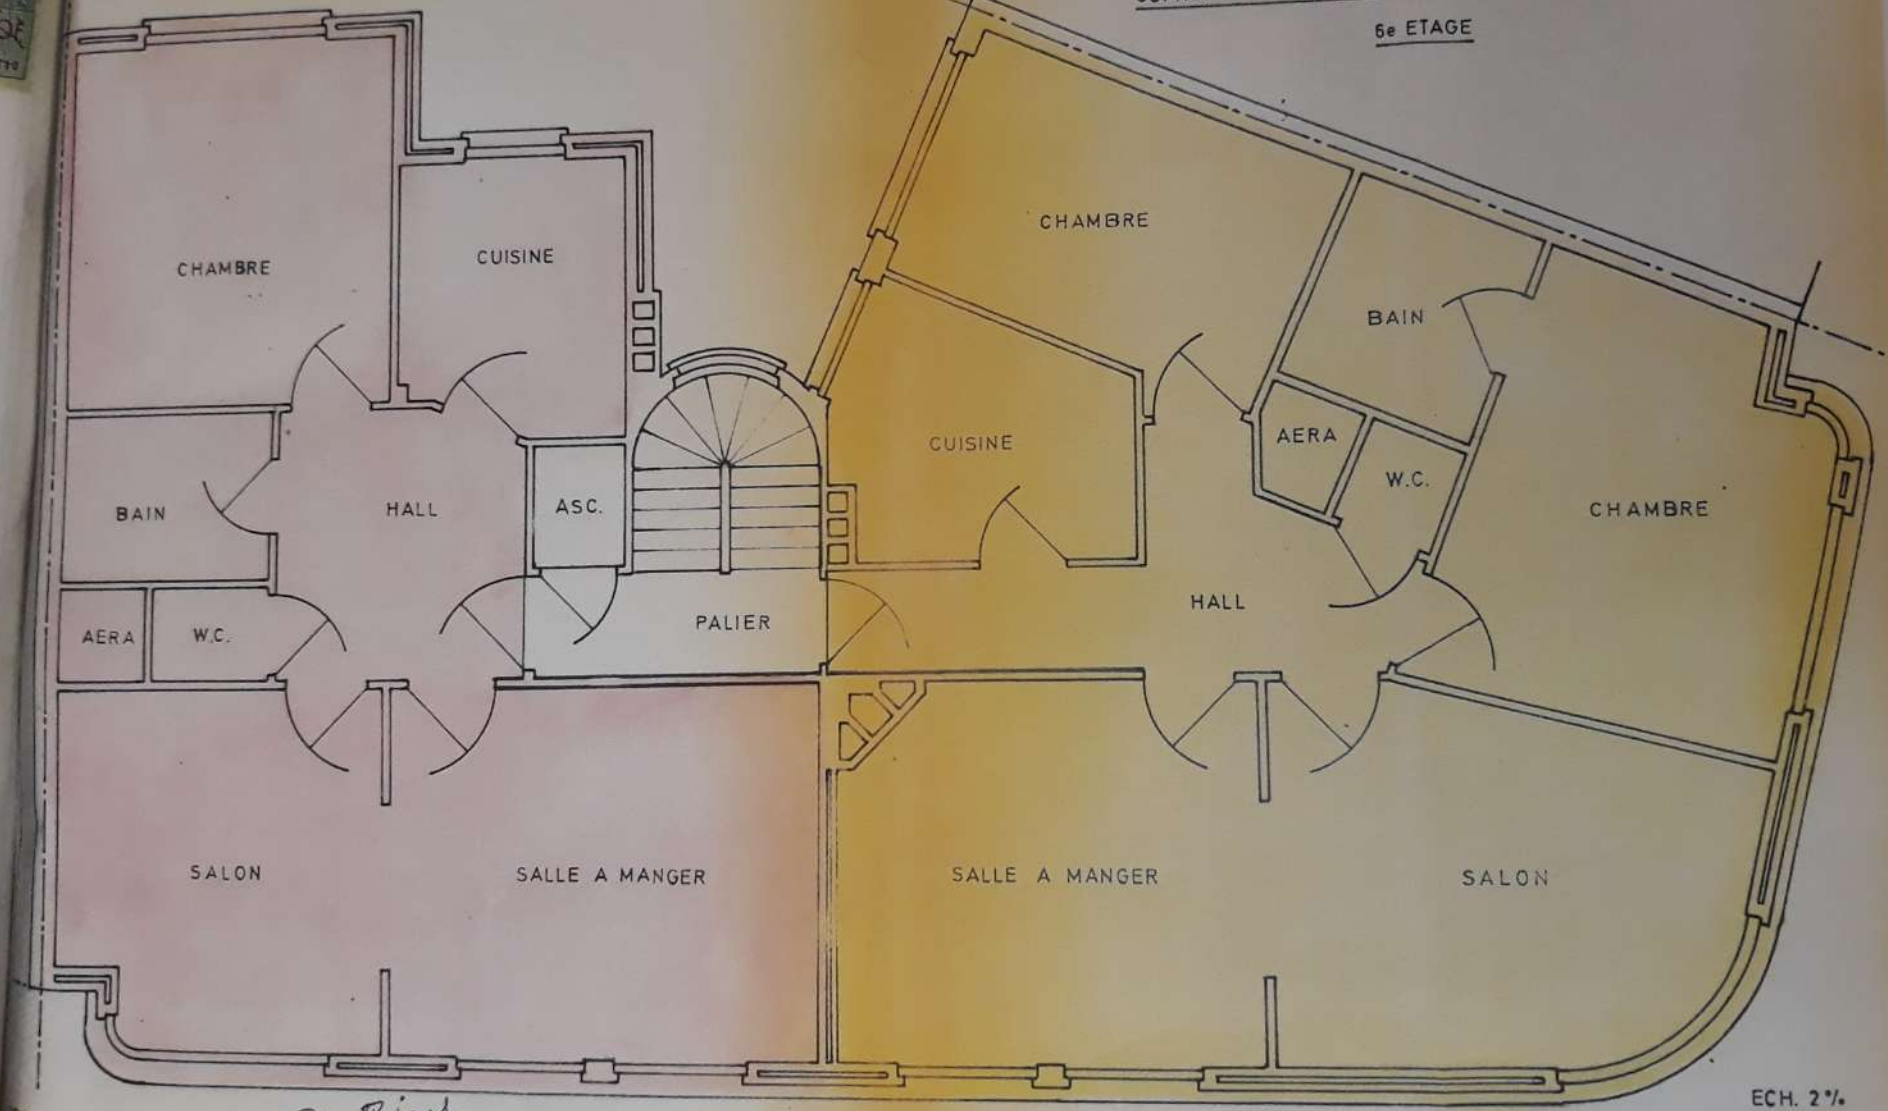 6e ETAGE
CHAMBRE
CUISINE
CHAMBRE
BAIN
CUISINE
AERA
W.C.
CHAMBRE
BAIN
HALL
ASC.
AERA
W.C.
PALIER
HALL
SALON
SALLE A MANGER
SALLE A MANGER
SALON
ECH. 2%